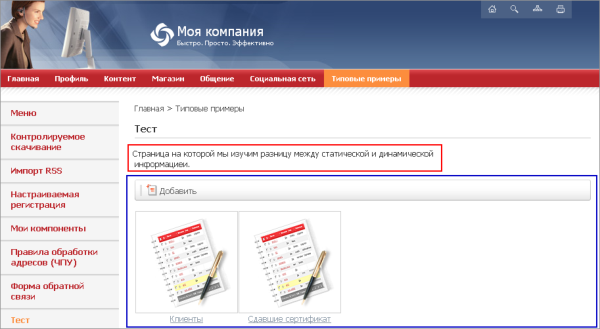 Моя компания
Быстро. Просто. Эффективно
Главная Профиль Контент Магазин Общение Социальная сеть Типовые примеры
Меню
Контролируемое
скачивание
Импорт RSS
Настраиваемая
регистрация
Мои компоненты
Правила обработки
адресов (ЧПУ)
Форма обратной
связи
Тест
Главная > Типовые примеры
Тест
Страница на которой мы изучим разницу между статической и динамической
информацией.
Добавить
Клиенты
Сдавшие сертификат